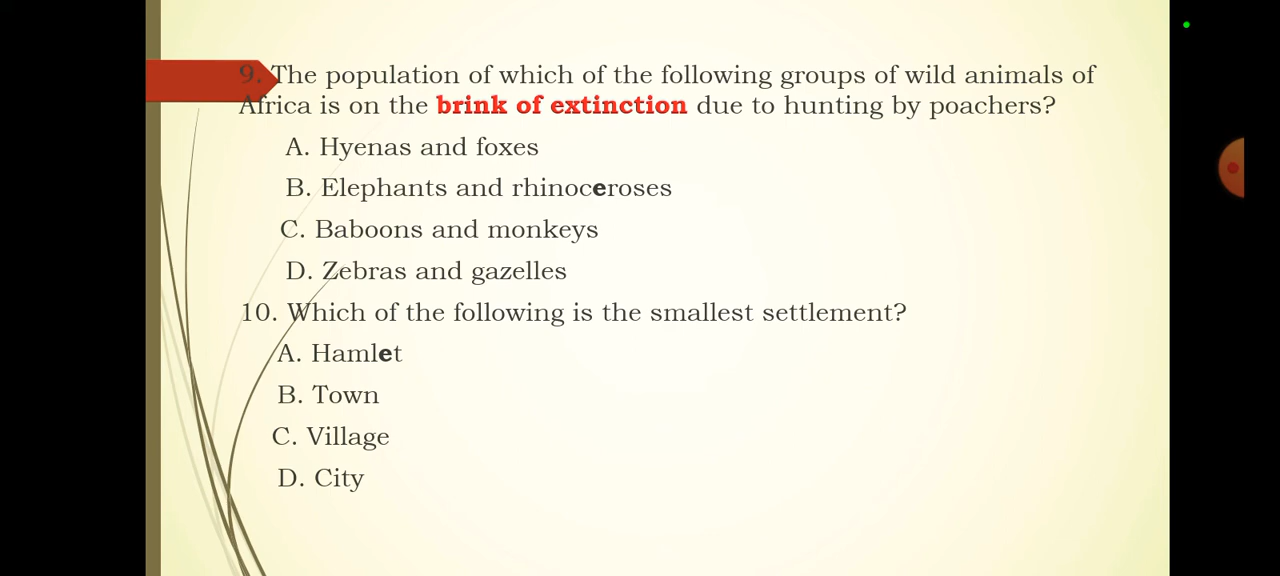 9. The population of which of the following groups of wild animals of
Africa is on the brink of extinction due to hunting by poachers?
A. Hyenas and foxes
B. Elephants and rhinoceroses
C. Baboons and monkeys
D. Zebras and gazelles
10. Which of the following is the smallest settlement?
A. Hamlet
B. Town
C. Village
D. City